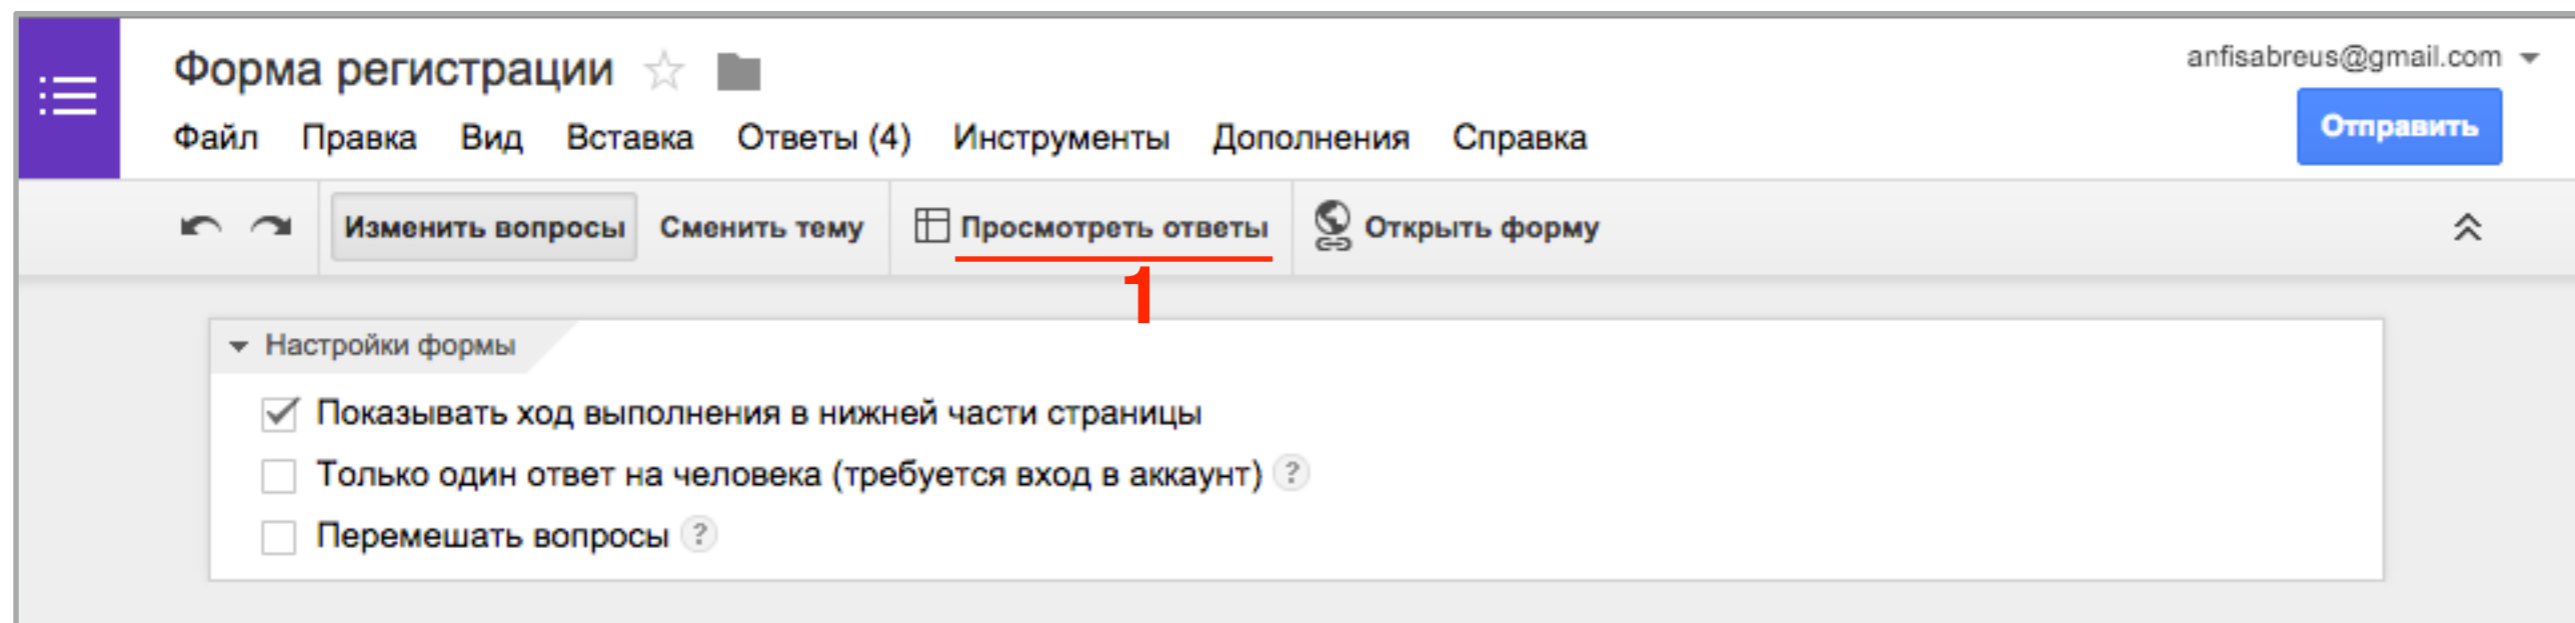 Форма регистрации
anfisabreus@gmail.com
Файл Правка Вид Вставка Ответы (4) Инструменты Дополнения Справка
Отправить
Изменить вопросы Сменить тему Просмотреть ответы Открыть форму
1
Настройки формы
Показывать ход выполнения в нижней части страницы
Только один ответ на человека (требуется вход в аккаунт) ?
Перемешать вопросы ?